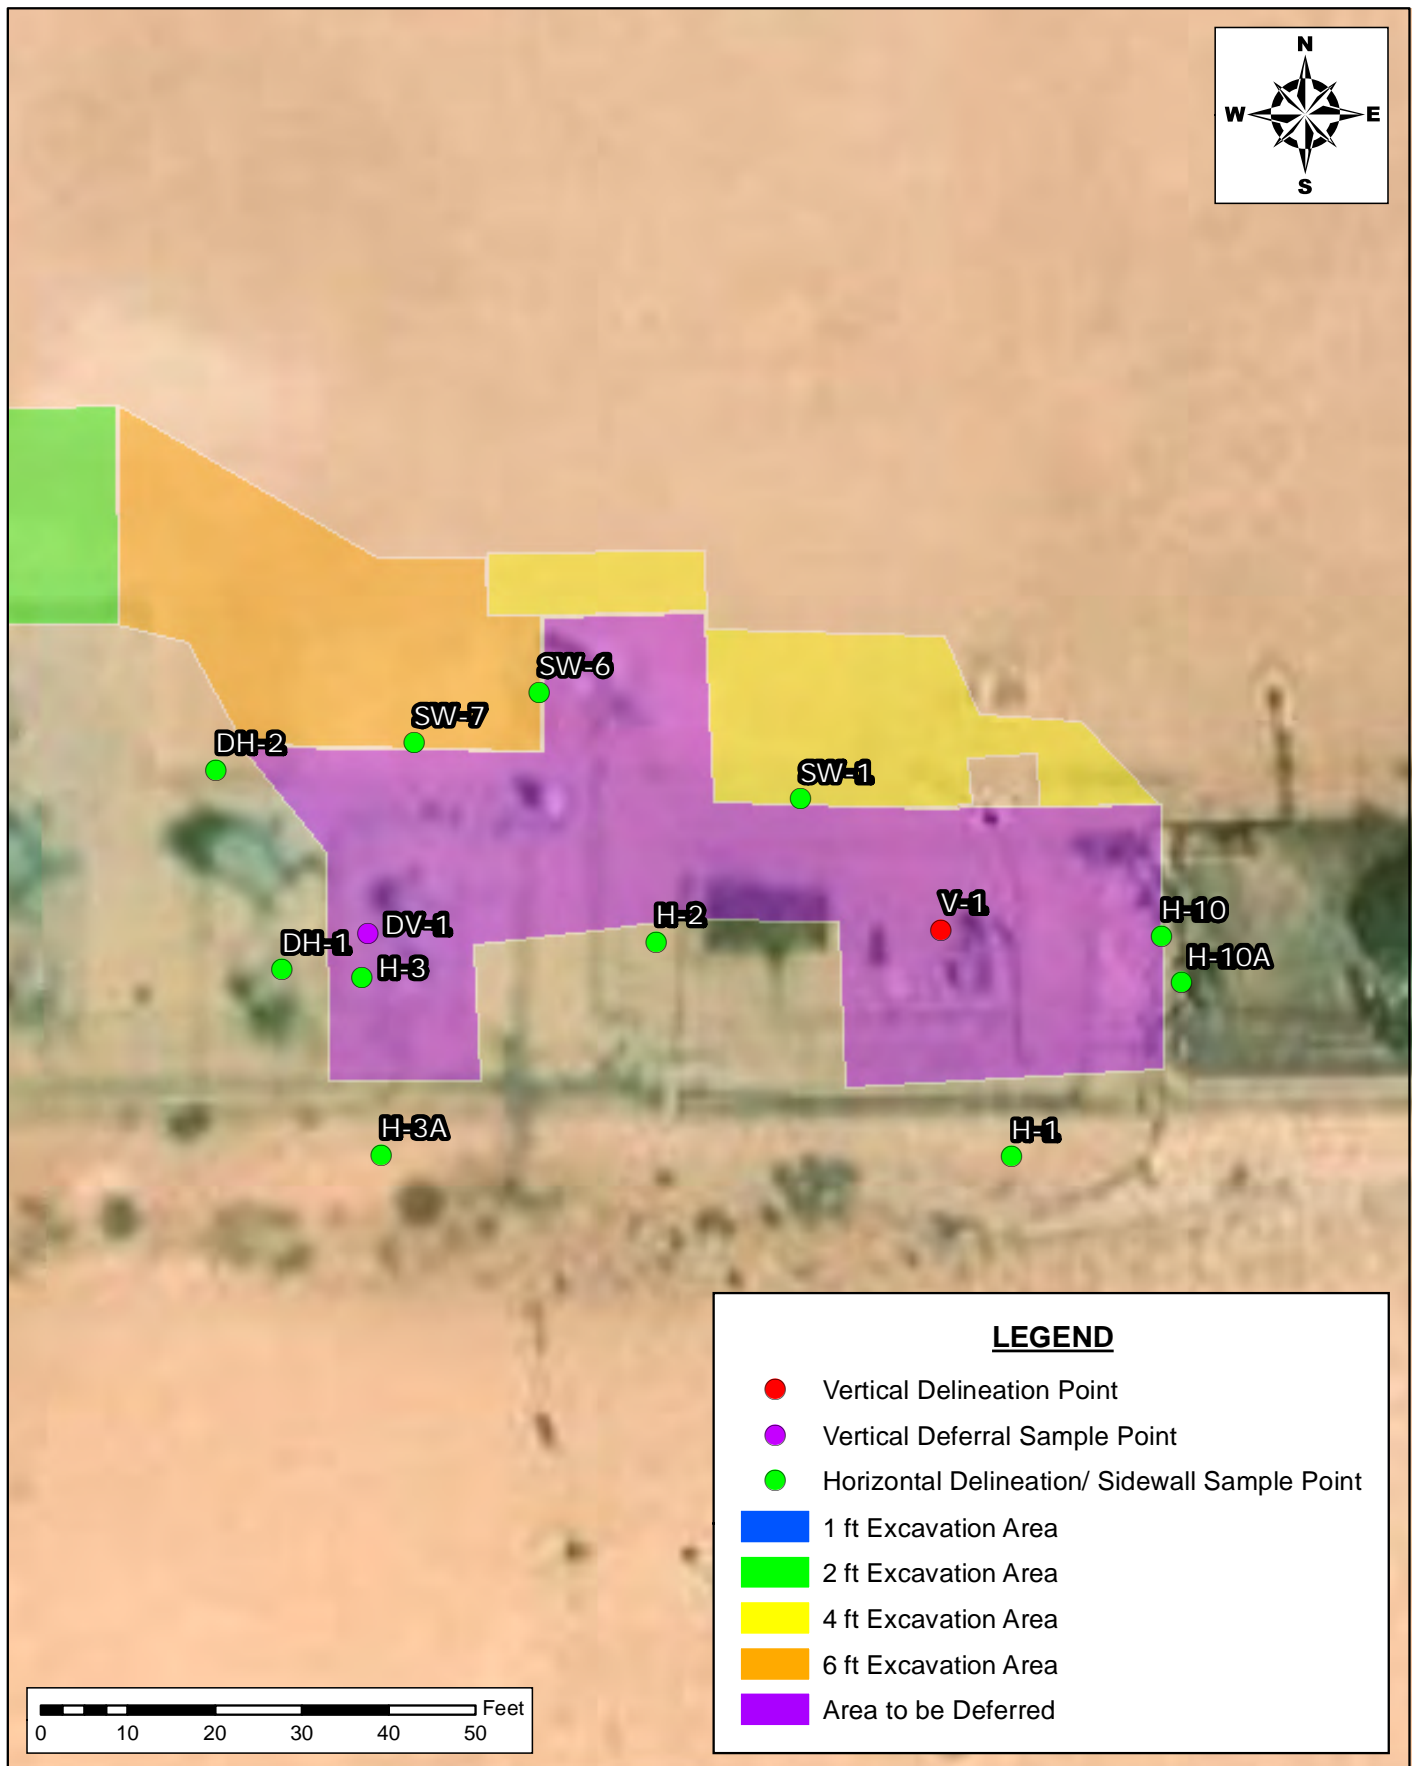 N
W E
S
SW-6
SW-7
DH-2
SW-1
V-1
H-2
H-10
DV-1
DH-1
H-3
H-10A
H-3A
H-1
LEGEND
Vertical Delineation Point
Vertical Deferral Sample Point
Horizontal Delineation/ Sidewall Sample Point
1 ft Excavation Area
2 ft Excavation Area
4 ft Excavation Area
6 ft Excavation Area
Area to be Deferred
Feet
0 10 20 30 40 50